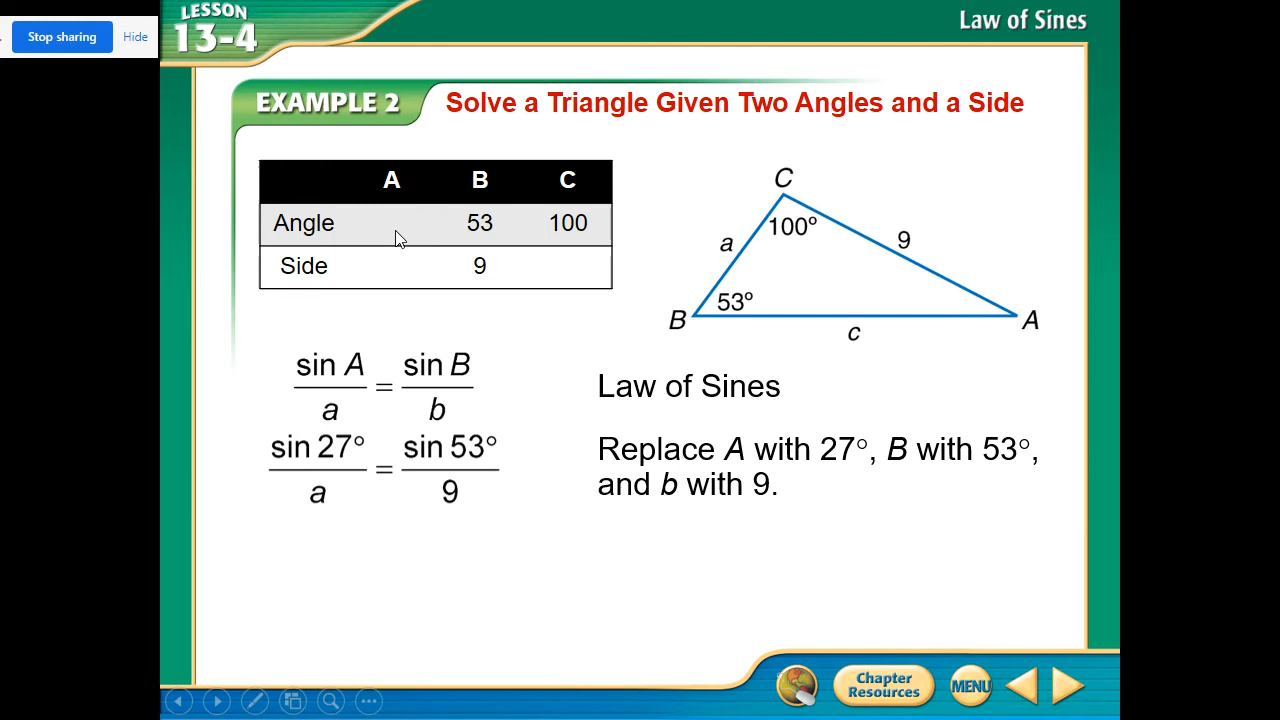 Stop sharing Hide
LESSON
13-4
Law of Sines
EXAMPLE 2 Solve a Triangle Given Two Angles and a Side
A B C
Angle 53 100
Side 9
C
100º
a
9
53º
B
A
c
sin A / a = sin B / b
Law of Sines
sin 27° / a = sin 53° / 9
Replace A with 27°, B with 53°,
and b with 9.
Chapter
Resources
MENU